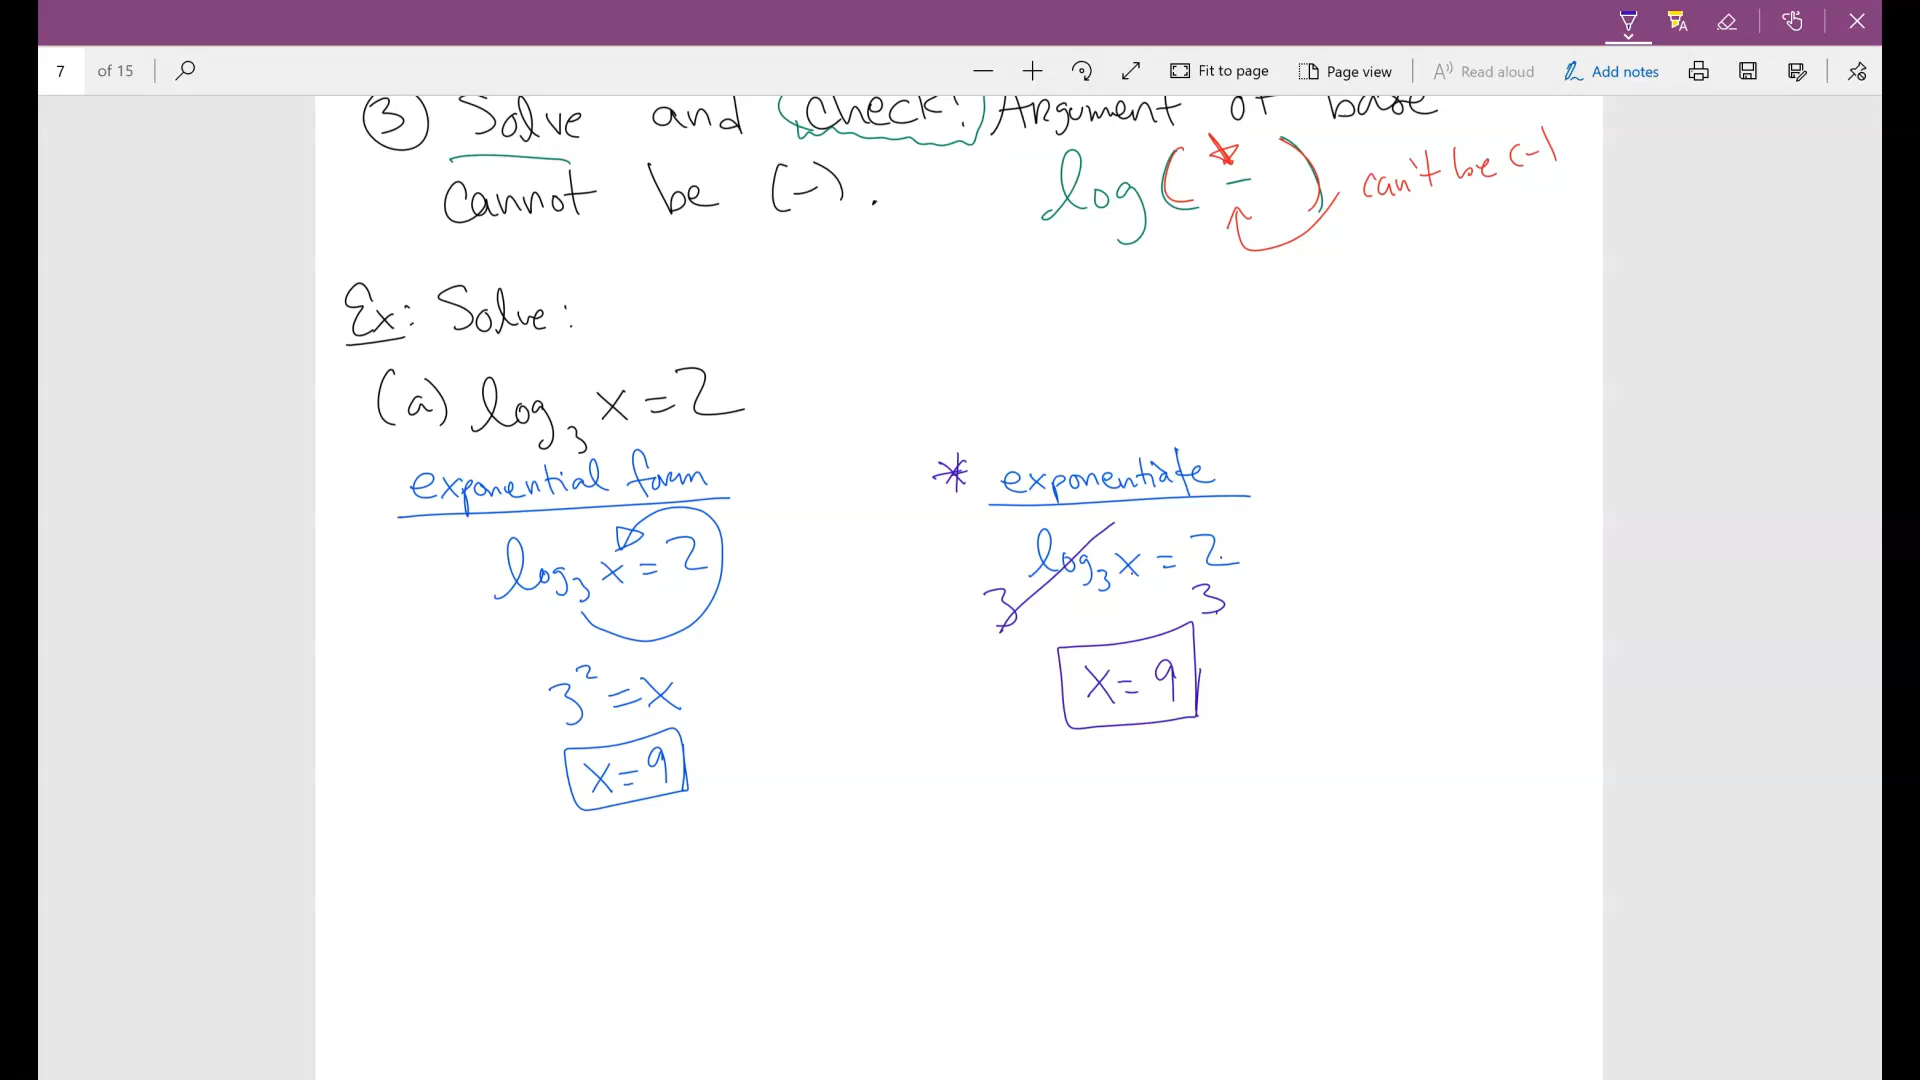 7 of 15 Fit to page Page view Read aloud Add notes
③ Solve and check! Argument of base
cannot be (-). log( - ) can't be (-)
Ex: Solve:
(a) log₃ x = 2
exponential form
log₃ x = 2
3² = x
x = 9
* exponentiate
3 log₃ x = 2 3
x = 9